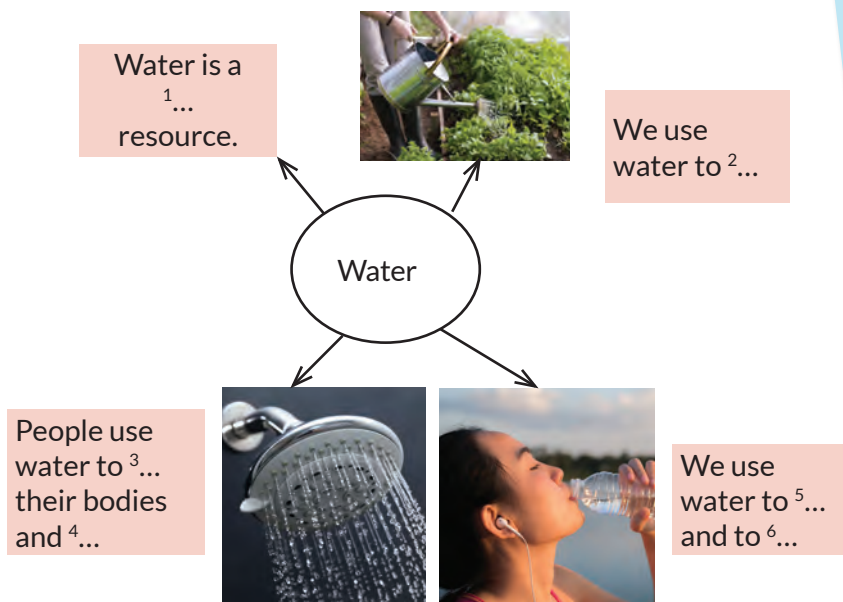 Water is a
¹...
resource.
We use
water to ²...
Water
People use
water to ³...
their bodies
and ⁴...
We use
water to ⁵...
and to ⁶...